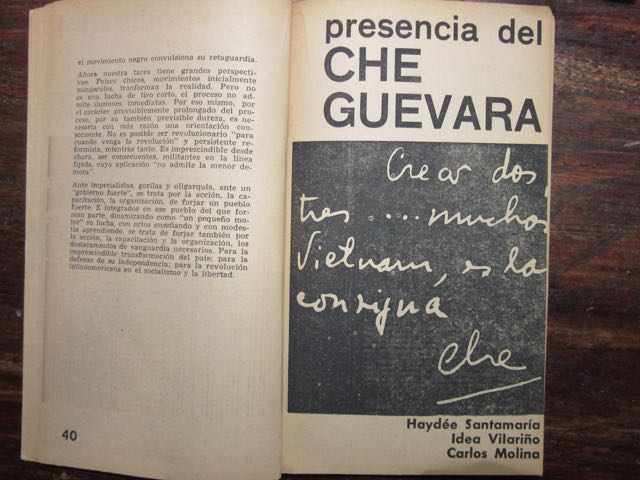 el movimiento negro convulsiona su retaguardia.
Ahora nuestra tarea tiene grandes perspecti-
vas. Países chicos, movimientos inicialmente
minúsculos, tranforman la realidad. Pero no
es una lucha de tiro corto, el proceso no ad-
mite ilusiones inmedistas. Por eso mismo, por
el carácter previsiblemente prolongado del pro-
ceso, por su también previsible dureza, es ne-
cesaria con más razón una orientación con-
secuente. No es posible ser revolucionario "para
cuando venga la revolución" y persistente re-
formista, mientras tanto. Es imprescindible desde
ahora, ser consecuentes, militantes en la línea
fijada, cuya aplicación "no admite la menor de-
mora".
Ante imperialistas, gorilas y oligarquía, ante un
"gobierno fuerte", se trata por la acción, la ca-
pacitación, la organización, de forjar un pueblo
fuerte. E integrados en ese pueblo del que for-
man parte, dinamizando como "un pequeño mo-
tor" su lucha, con actos enseñando y con modes-
tia aprendiendo, se trata de forjar también por
la acción, la capacitación y la organización, los
destacamentos de vanguardia necesarios. Para la
imprescindible transformación del país; para la
defensa de su independencia; para la revolución
latinoamericana en el socialismo y la libertad.
40
presencia del
CHE
GUEVARA
Crear dos,
tres ... muchos
Vietnam, es la
consigna
Che
Haydée Santamaría
Idea Vilariño
Carlos Molina